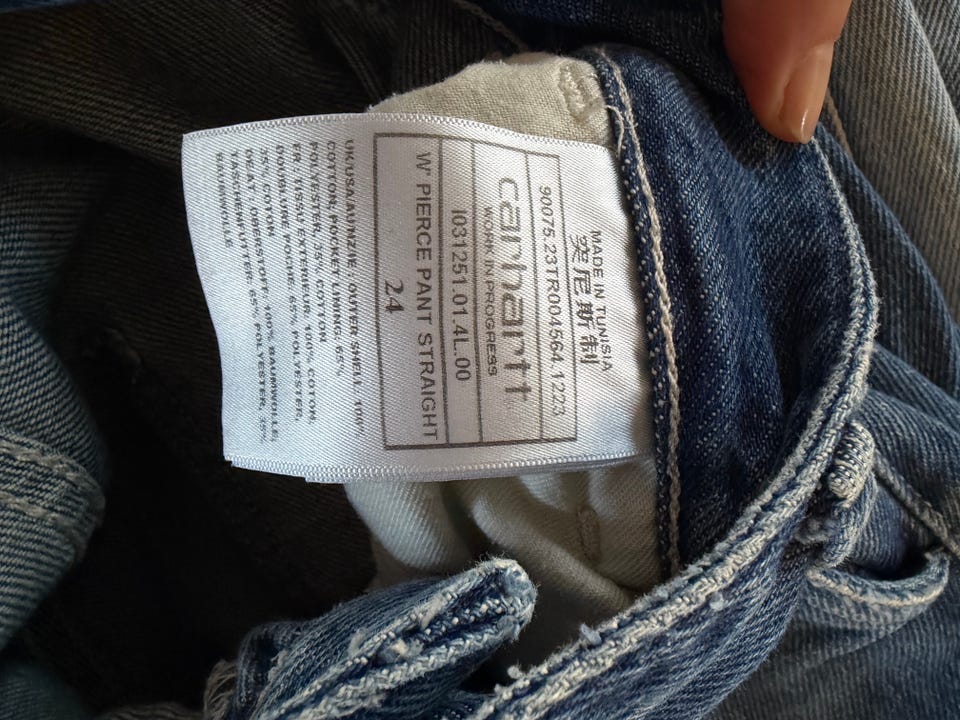 MADE IN TUNISIA
突尼斯制
90075.23TR004564.1223
carhartt
WORK IN PROGRESS
I031251.01.4L.00
W' PIERCE PANT STRAIGHT
24
UK/USA/AU/NZ/IE: OUTER SHELL 100%
COTTON, POCKET LINING: 65%
POLYESTER, 35% COTTON
FR: TISSU EXTERIEUR: 100% COTON,
DOUBLURE POCHE: 65% POLYESTER,
35% COTON
DE/AT: OBERSTOFF: 100% BAUMWOLLE;
TASCHENFUTTER: 65% POLYESTER, 35%
BAUMWOLLE